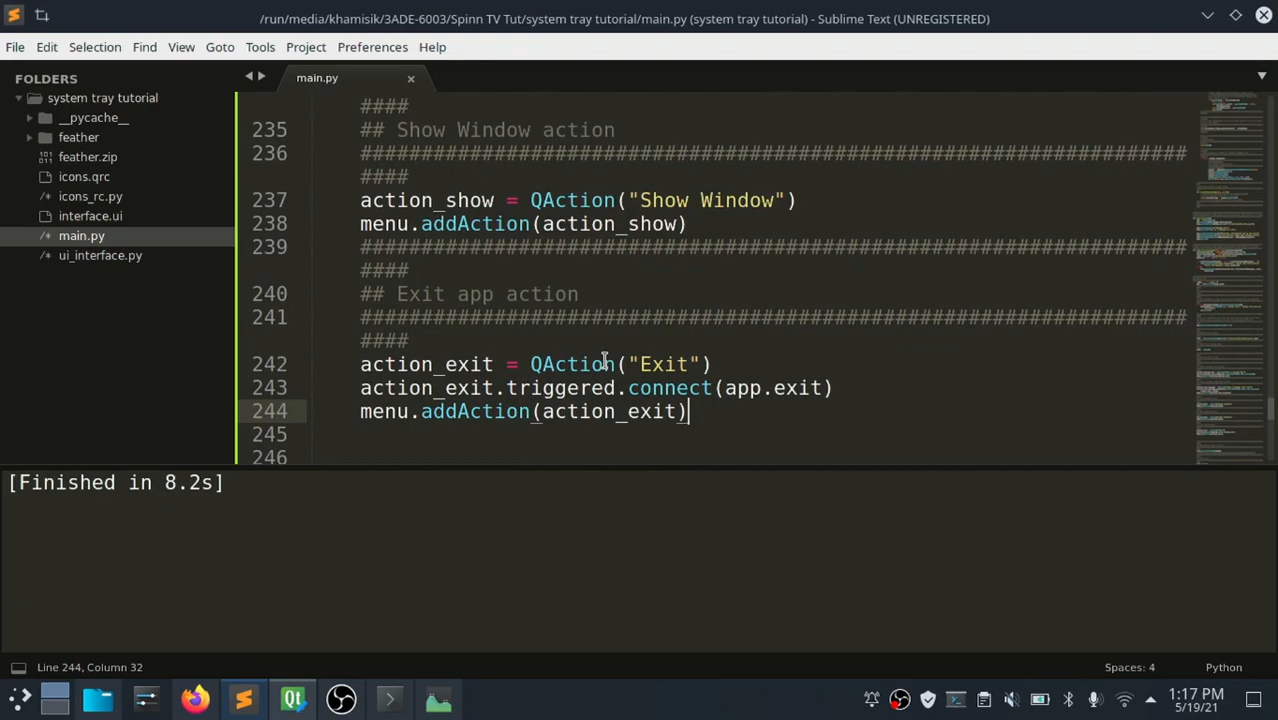 /run/media/khamisik/3ADE-6003/Spinn TV Tut/system tray tutorial/main.py (system tray tutorial) - Sublime Text (UNREGISTERED)
File Edit Selection Find View Goto Tools Project Preferences Help
FOLDERS
system tray tutorial
__pycache__
feather
feather.zip
icons.qrc
icons_rc.py
interface.ui
main.py
ui_interface.py
main.py
####
235 ## Show Window action
236 ####################################################################
####
237 action_show = QAction("Show Window")
238 menu.addAction(action_show)
239 ####################################################################
####
240 ## Exit app action
241 ####################################################################
####
242 action_exit = QAction("Exit")
243 action_exit.triggered.connect(app.exit)
244 menu.addAction(action_exit)
245
246
[Finished in 8.2s]
Line 244, Column 32
Spaces: 4
Python
1:17 PM
5/19/21